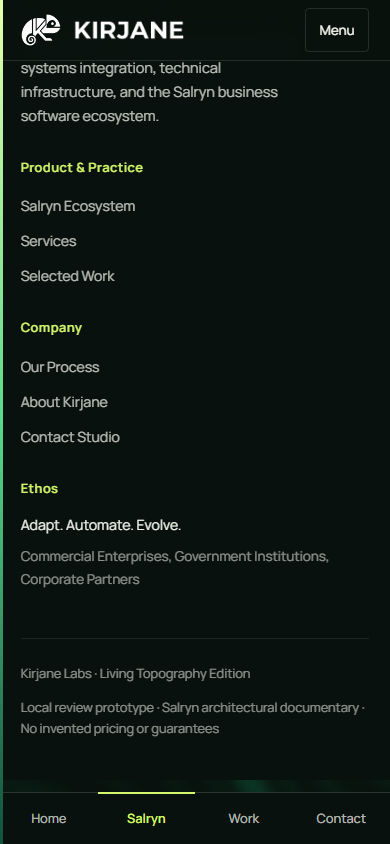 KIRJANE
Menu
systems integration, technical
infrastructure, and the Salryn business
software ecosystem.
Product & Practice
Salryn Ecosystem
Services
Selected Work
Company
Our Process
About Kirjane
Contact Studio
Ethos
Adapt. Automate. Evolve.
Commercial Enterprises, Government Institutions,
Corporate Partners
Kirjane Labs · Living Topography Edition
Local review prototype · Salryn architectural documentary ·
No invented pricing or guarantees
Home
Salryn
Work
Contact